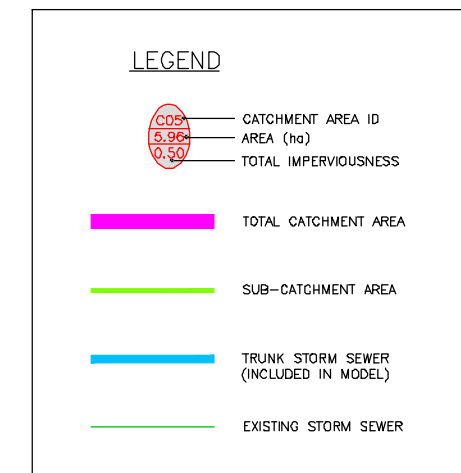 LEGEND
C05
5.96
0.50
CATCHMENT AREA ID
AREA (ha)
TOTAL IMPERVIOUSNESS
TOTAL CATCHMENT AREA
SUB-CATCHMENT AREA
TRUNK STORM SEWER
(INCLUDED IN MODEL)
EXISTING STORM SEWER